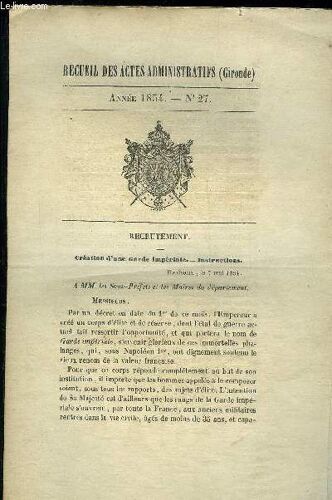 RECUEIL DES ACTES ADMINISTRATIFS (Gironde)
ANNÉE 1854. — N° 27.
RECRUTEMENT.
Création d'une Garde Impériale. — Instructions.
Bordeaux, le 7 mai 1854.
A MM. les Sous-Préfets et les Maires du département.
MESSIEURS,
Par un décret en date du 1er de ce mois, l'Empereur a
créé un corps d'élite et de réserve, dont l'état de guerre ac-
tuel fait ressortir l'opportunité, et qui portera le nom de
Garde impériale, souvenir glorieux de ces immortelles pha-
langes, qui, sous Napoléon Ier, ont dignement soutenu le
vieux renom de la valeur française.
Pour que ce corps réponde complètement au but de son
institution, il importe que les hommes appelés à le composer
soient, sous tous les rapports, des sujets d'élite. L'intention
de Sa Majesté est d'ailleurs que les rangs de la Garde impé-
riale s'ouvrent, par toute la France, aux anciens militaires
rentrés dans la vie civile, âgés de moins de 35 ans, et capa-